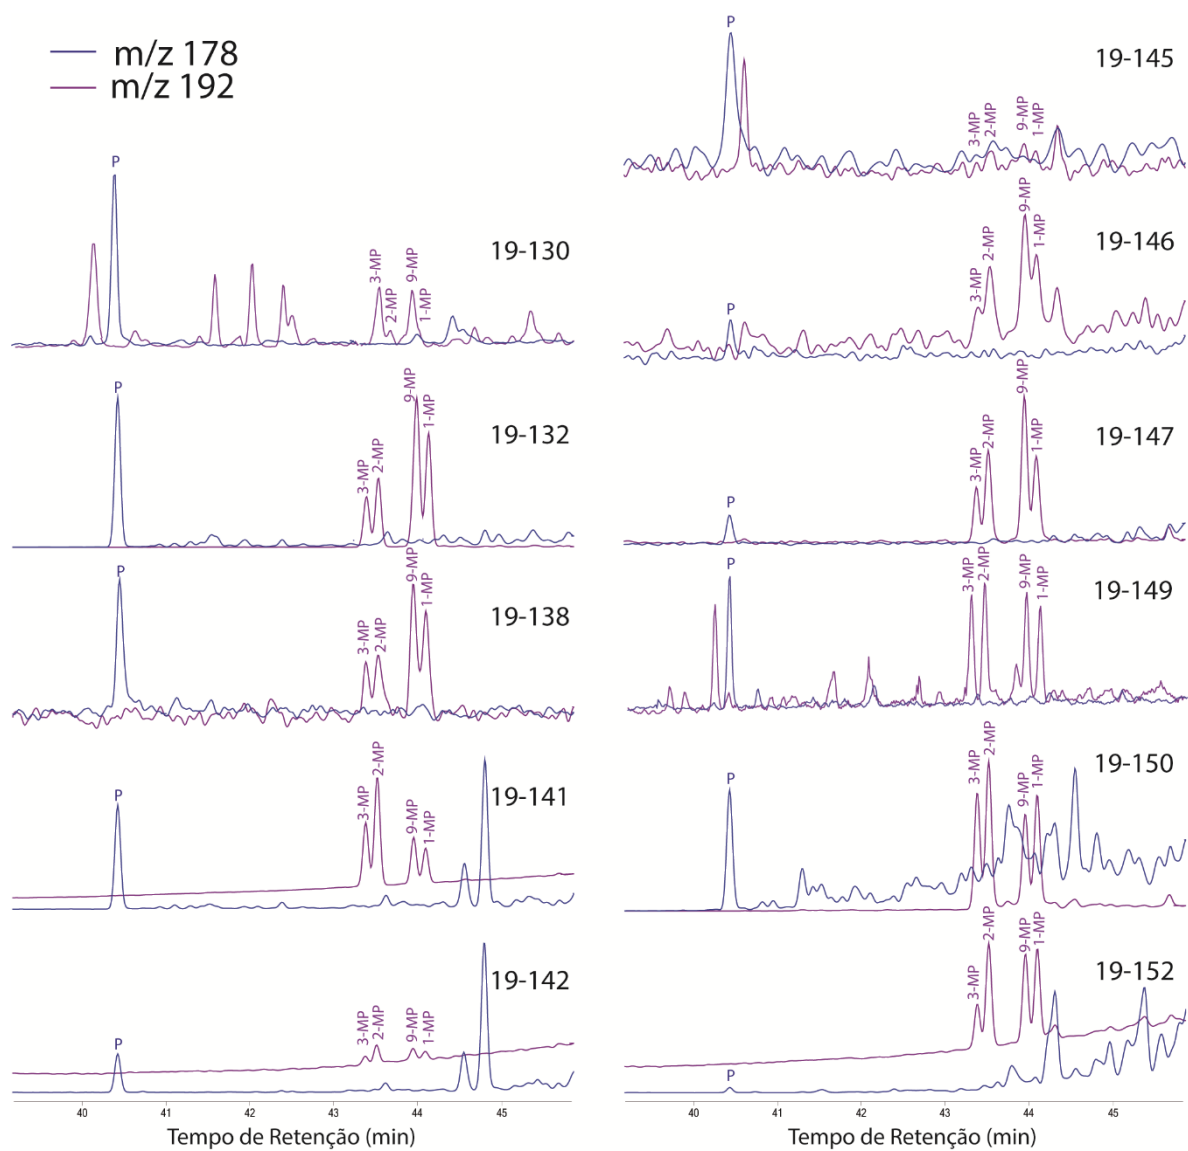 m/z 178
m/z 192
P
3-MP
2-MP
9-MP
1-MP
19-130
P
3-MP
2-MP
9-MP
1-MP
19-132
P
3-MP
2-MP
9-MP
1-MP
19-138
P
3-MP
2-MP
9-MP
1-MP
19-141
P
3-MP
2-MP
9-MP
1-MP
19-142
40 41 42 43 44 45
Tempo de Retenção (min)
P
3-MP
2-MP
9-MP
1-MP
19-145
P
3-MP
2-MP
9-MP
1-MP
19-146
P
3-MP
2-MP
9-MP
1-MP
19-147
P
3-MP
2-MP
9-MP
1-MP
19-149
P
3-MP
2-MP
9-MP
1-MP
19-150
P
3-MP
2-MP
9-MP
1-MP
19-152
40 41 42 43 44 45
Tempo de Retenção (min)